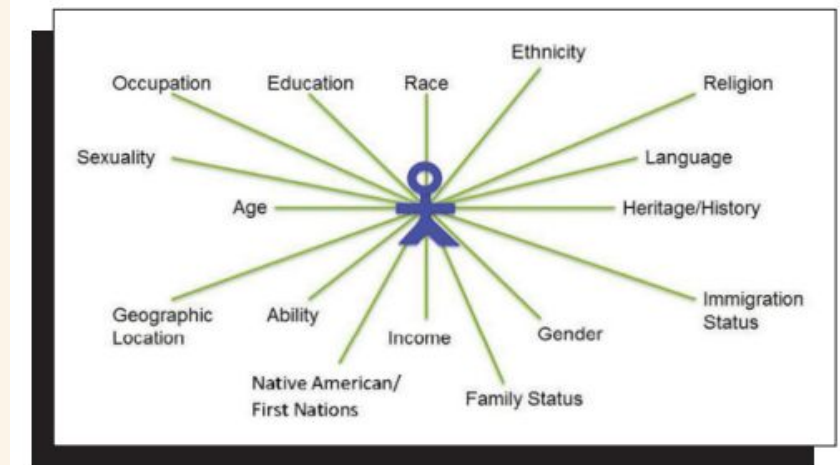 Ethnicity
Occupation
Education
Race
Religion
Sexuality
Language
Age
Heritage/History
Geographic
Location
Ability
Income
Gender
Immigration
Status
Native American/
First Nations
Family Status